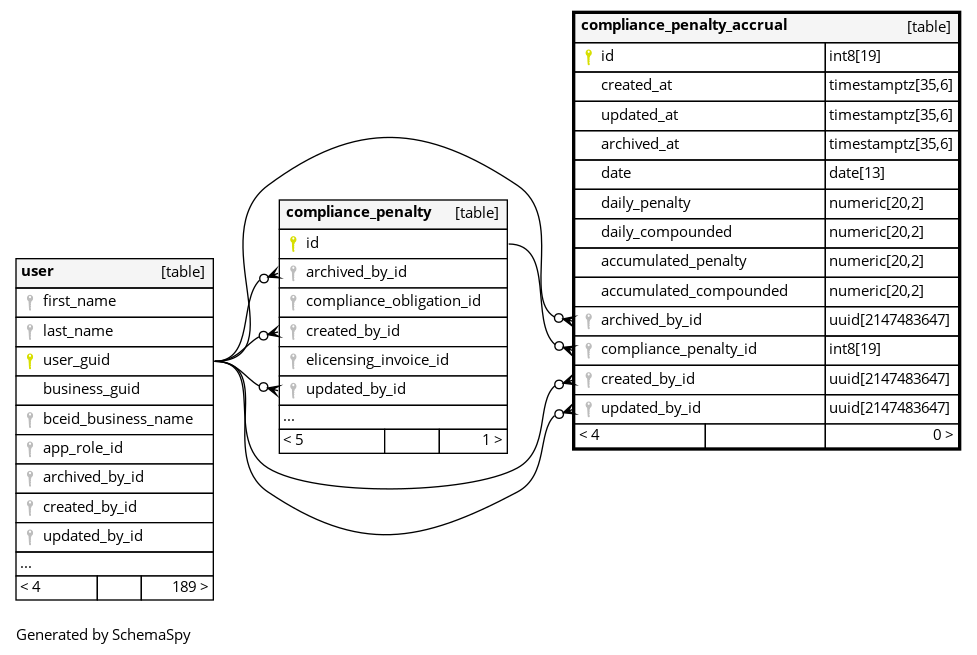 compliance_penalty_accrual [table]
id int8[19]
created_at timestamptz[35,6]
updated_at timestamptz[35,6]
archived_at timestamptz[35,6]
date date[13]
daily_penalty numeric[20,2]
daily_compounded numeric[20,2]
accumulated_penalty numeric[20,2]
accumulated_compounded numeric[20,2]
archived_by_id uuid[2147483647]
compliance_penalty_id int8[19]
created_by_id uuid[2147483647]
updated_by_id uuid[2147483647]
< 4 0 >
compliance_penalty [table]
id
archived_by_id
compliance_obligation_id
created_by_id
elicensing_invoice_id
updated_by_id
...
< 5 1 >
user [table]
first_name
last_name
user_guid
business_guid
bceid_business_name
app_role_id
archived_by_id
created_by_id
updated_by_id
...
< 4 189 >
Generated by SchemaSpy